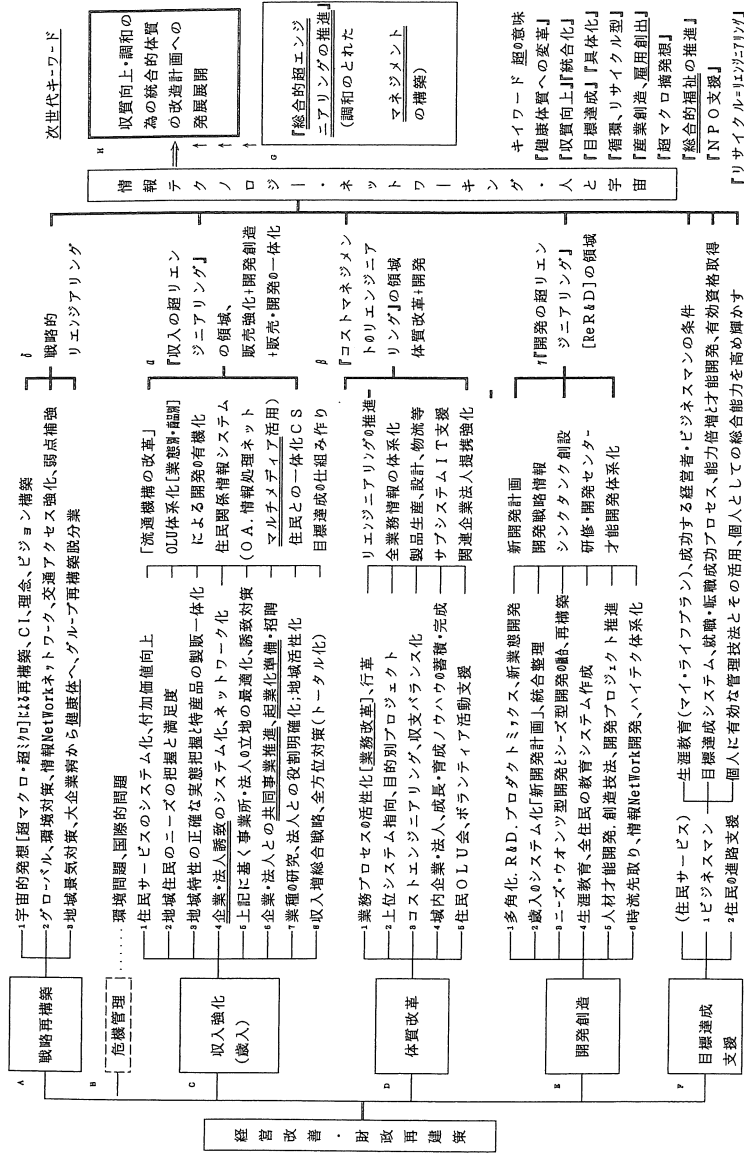 経営改善・財政再建策
A
戦略再構築
1宇宙的発想[超マクロ・超ミクロ]による再構築、CI、理念、ビジョン構築
2グローバル、環境対策、情報NetWorkネットワーク、交通アクセス強化、弱点補強
3地域景気対策、大企業病から健康体へ、グループ再構築脱分業
δ
戦略的
リエンジアリング
B
危機管理
環境問題、国際的問題
C
収入強化
(歳入)
1住民サービスのシステム化、付加価値向上
2地域住民のニーズの把握と満足度
3地域特性の正確な実態把握と特産品の製販一体化
4企業・法人誘致のシステム化、ネットワーク化
5上記に基く事業所・法人の立地の最適化、誘致対策
6企業・法人との共同事業推進、起業化準備・招聘
7業種の研究、法人との役割明確化;地域活性化
8収入増総合戦略、全方位対策(トータル化)
「流通機構の改革」
OLU体系化[業態別・商品別]
による開発の有機化
住民関係情報システム
(OA.情報処理ネット
マルチメディア活用)
住民との一体化CS
目標達成の仕組み作り
α
『収入の超リエン
ジニアリング』
の領域、
販売強化+開発創造
+販売・開発の一体化
D
体質改革
1業務プロセスの活性化[業務改革]、行革
2上位システム指向、目的別プロジェクト
3コストエンジニアリング、収支バランス化
4域内企業・法人、成長・育成ノウハウの蓄積・完成
5住民OLU会、ボランティア活動支援
リエンジニアリングの推進
全業務情報の体系化
製品生産、設計、物流等
サブシステムIT支援
関連企業法人提携強化
β
『コストマネジメン
トのリエンジニア
リング』の領域
体質改革+開発
E
開発創造
1多角化.R&D.プロダクトミックス、新業態開発
2歳入のシステム化「新開発計画」、統合整理
3ニーズ・ウオンツ型開発とシーズ型開発の融合、再構築
4生涯教育、全住民の教育システム作成
5人材才能開発、創造技法、開発プロジェクト推進
6時流先取り、情報NetWork開発、ハイテク体系化
新開発計画
開発戦略情報
シンクタンク創設
研修・開発センター
才能開発体系化
γ『開発の超リエン
ジニアリング』
[ReR&D]の領域
F
目標達成
支援
(住民サービス)
1ビジネスマン
2住民の進路支援
生涯教育(マイ・ライフプラン)、成功する経営者・ビジネスマンの条件
目標達成システム、就職・転職成功プロセス、能力倍増と才能開発、有効資格取得
個人に有効な管理技法とその活用、個人としての総合能力を高め輝かす
情報テクノロジー・ネットワーキング・人と宇宙
次世代キーワード
H
収質向上・調和の
為の統合的体質
の改造計画への
発展展開
⇒
↑
↑
↑
G
『総合的超エンジ
ニアリングの推進』
(調和のとれた
マネジメント
の構築)
キイワード 超の意味
『健康体質への変革』
『収質向上』『統合化』
『目標達成』『具体化』
『循環、リサイクル型』
『産業創造、雇用創出』
『超マクロ摘発想』
『総合的福祉の推進』
『NPO支援』
『リサイクル=リエンジニアリング』